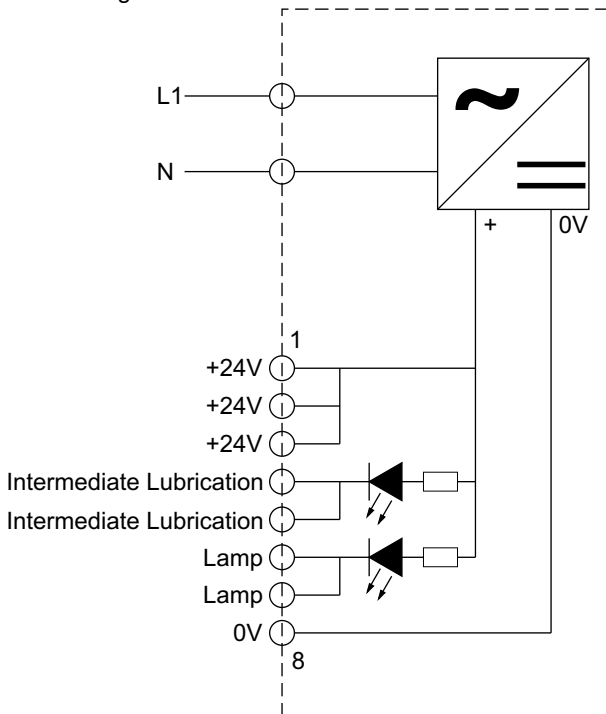 L1
N
+ 0V
1
+24V
+24V
+24V
Intermediate Lubrication
Intermediate Lubrication
Lamp
Lamp
0V
8